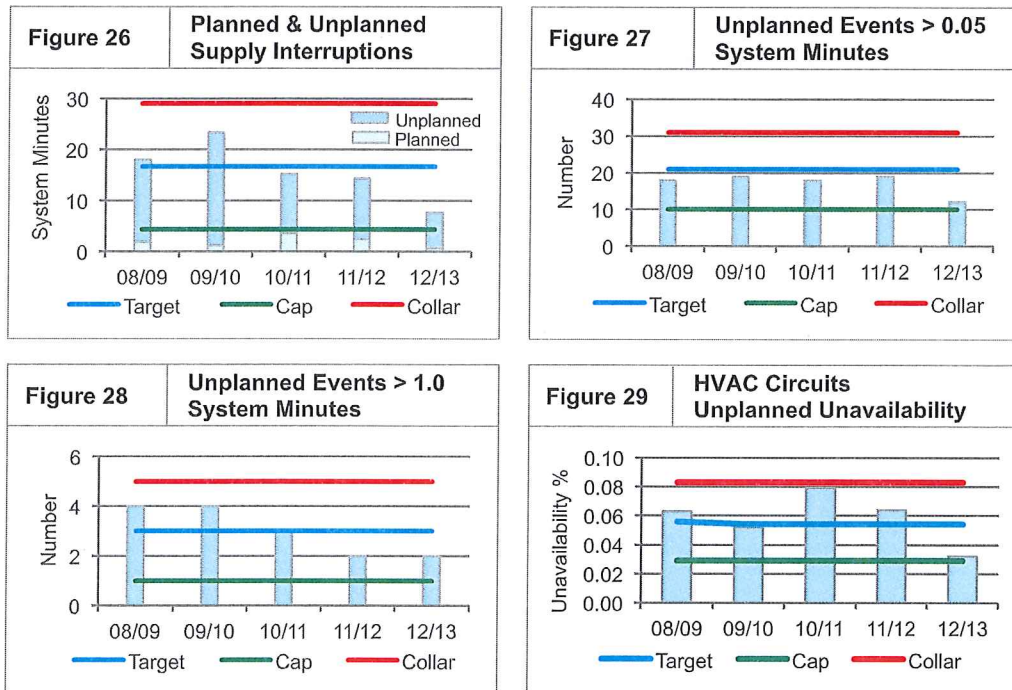 Figure 26
Planned & Unplanned
Supply Interruptions
System Minutes
30
20
10
0
Unplanned
Planned
08/09 09/10 10/11 11/12 12/13
Target Cap Collar
Figure 27
Unplanned Events > 0.05
System Minutes
Number
40
30
20
10
0
08/09 09/10 10/11 11/12 12/13
Target Cap Collar
Figure 28
Unplanned Events > 1.0
System Minutes
Number
6
4
2
0
08/09 09/10 10/11 11/12 12/13
Target Cap Collar
Figure 29
HVAC Circuits
Unplanned Unavailability
Unavailability %
0.10
0.08
0.06
0.04
0.02
0.00
08/09 09/10 10/11 11/12 12/13
Target Cap Collar